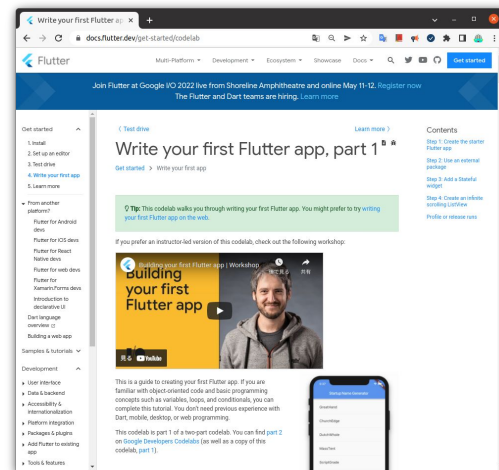 Write your first Flutter ap
docs.flutter.dev/get-started/codelab
Flutter
Multi-Platform
Development
Ecosystem
Showcase
Docs
Get started
Join Flutter at Google I/O 2022 live from Shoreline Amphitheatre and online May 11-12. Register now
The Flutter and Dart teams are hiring. Learn more
Get started
1. Install
2. Set up an editor
3. Test drive
4. Write your first app
5. Learn more
From another
platform?
Flutter for Android
devs
Flutter for iOS devs
Flutter for React
Native devs
Flutter for web devs
Flutter for
Xamarin.Forms devs
Introduction to
declarative UI
Dart language
overview
Building a web app
Samples & tutorials
Development
User interface
Data & backend
Accessibility &
internationalization
Platform integration
Packages & plugins
Add Flutter to existing
app
Tools & features
Test drive
Learn more
Write your first Flutter app, part 1
Get started > Write your first app
Tip: This codelab walks you through writing your first Flutter app. You might prefer to try writing
your first Flutter app on the web.
If you prefer an instructor-led version of this codelab, check out the following workshop:
Building your first Flutter app | Workshop
後で見る
共有
Building
your first
Flutter app
見る YouTube
This is a guide to creating your first Flutter app. If you are
familiar with object-oriented code and basic programming
concepts such as variables, loops, and conditionals, you can
complete this tutorial. You don't need previous experience with
Dart, mobile, desktop, or web programming.
This codelab is part 1 of a two-part codelab. You can find part 2
on Google Developers Codelabs (as well as a copy of this
codelab, part 1).
Startup Name Generator
Contents
Step 1: Create the starter
Flutter app
Step 2: Use an external
package
Step 3: Add a Stateful
widget
Step 4: Create an infinite
scrolling ListView
Profile or release runs